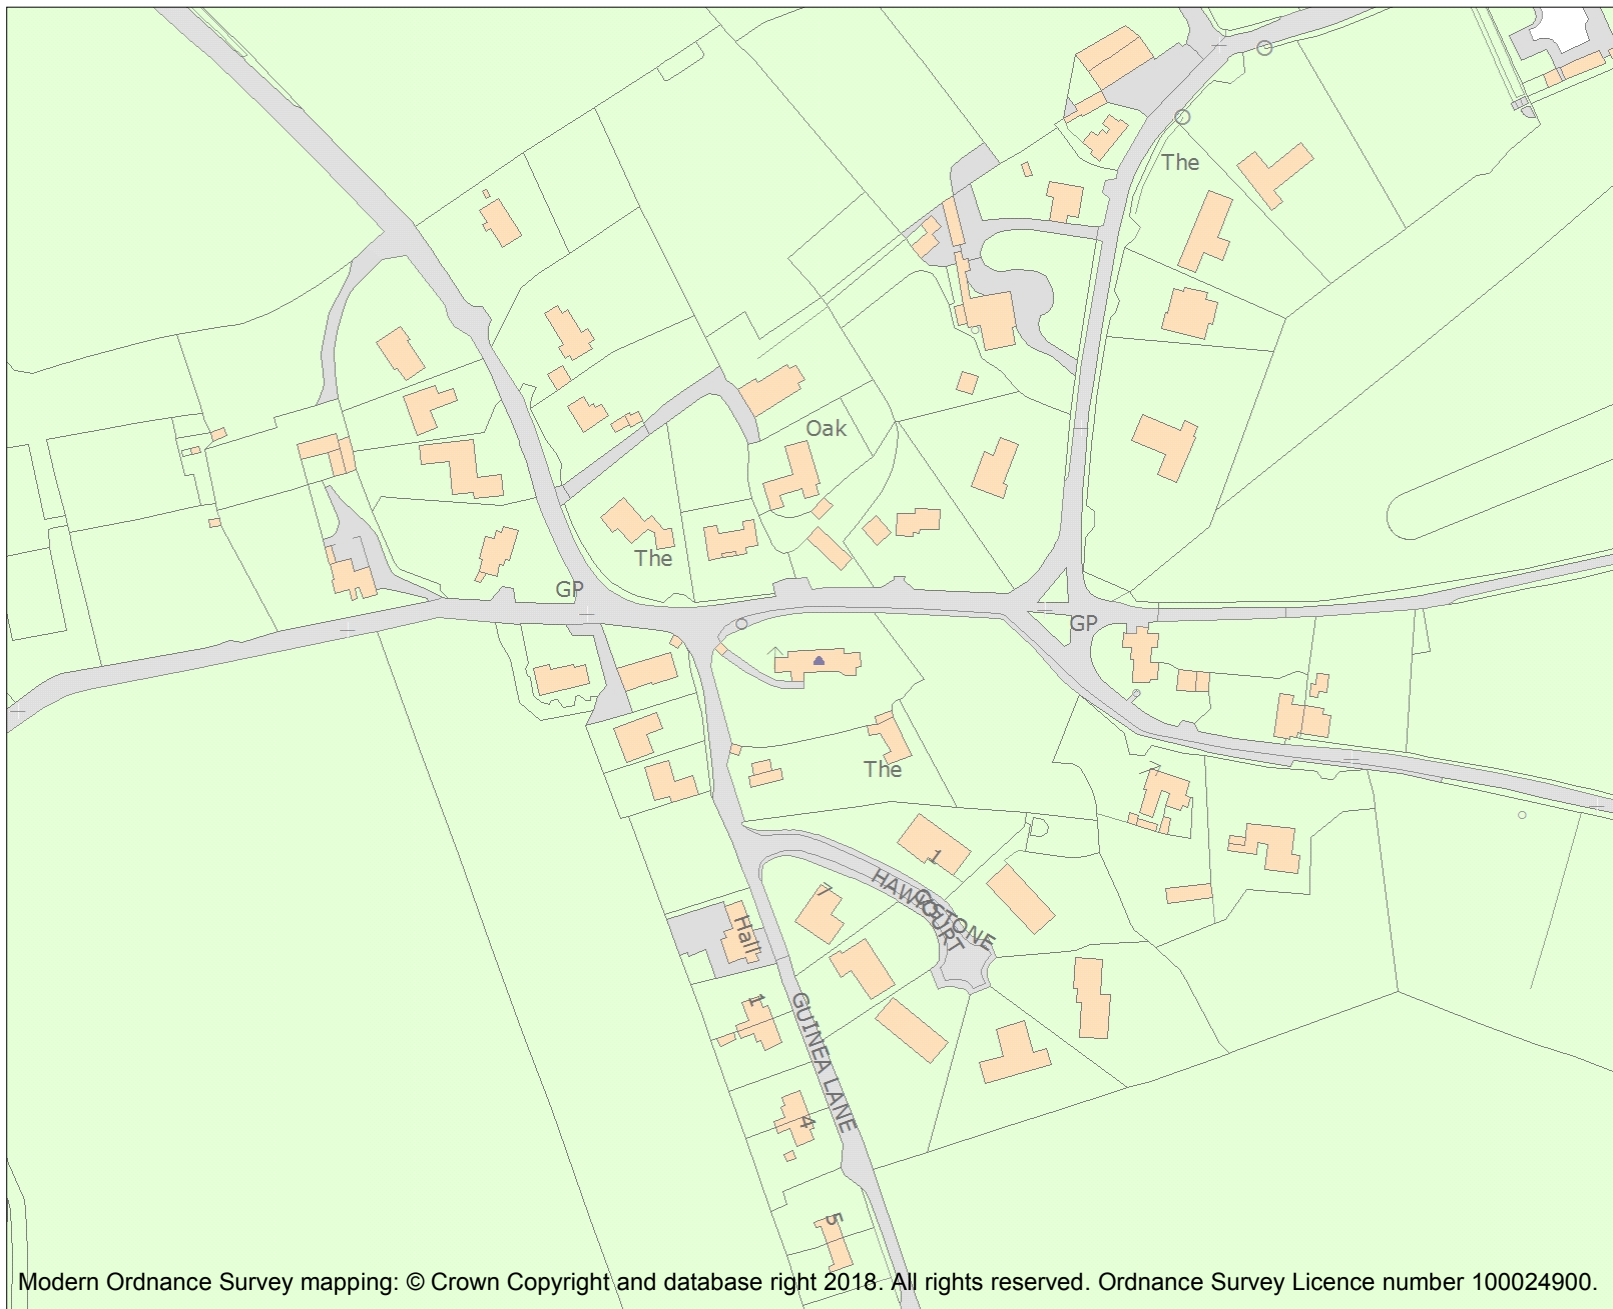 The
Oak
The
GP
GP
The
1
HAWKSTONE
COURT
7
Hall
1
GUINEA LANE
4
5
Modern Ordnance Survey mapping: © Crown Copyright and database right 2018. All rights reserved. Ordnance Survey Licence number 100024900.